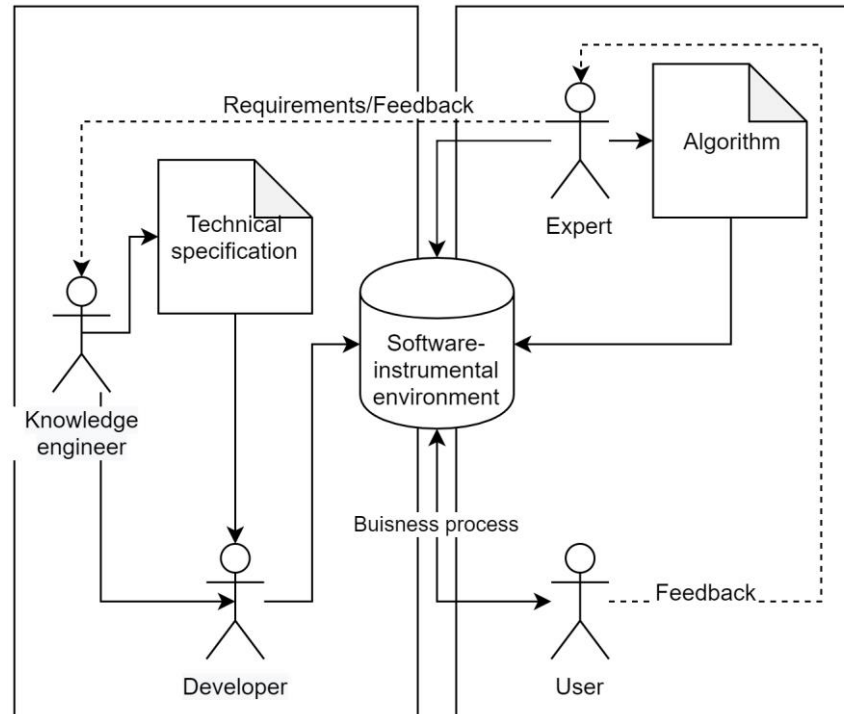 Requirements/Feedback
Algorithm
Technical
specification
Expert
Software-
instrumental
environment
Knowledge
engineer
Buisness process
Feedback
Developer
User